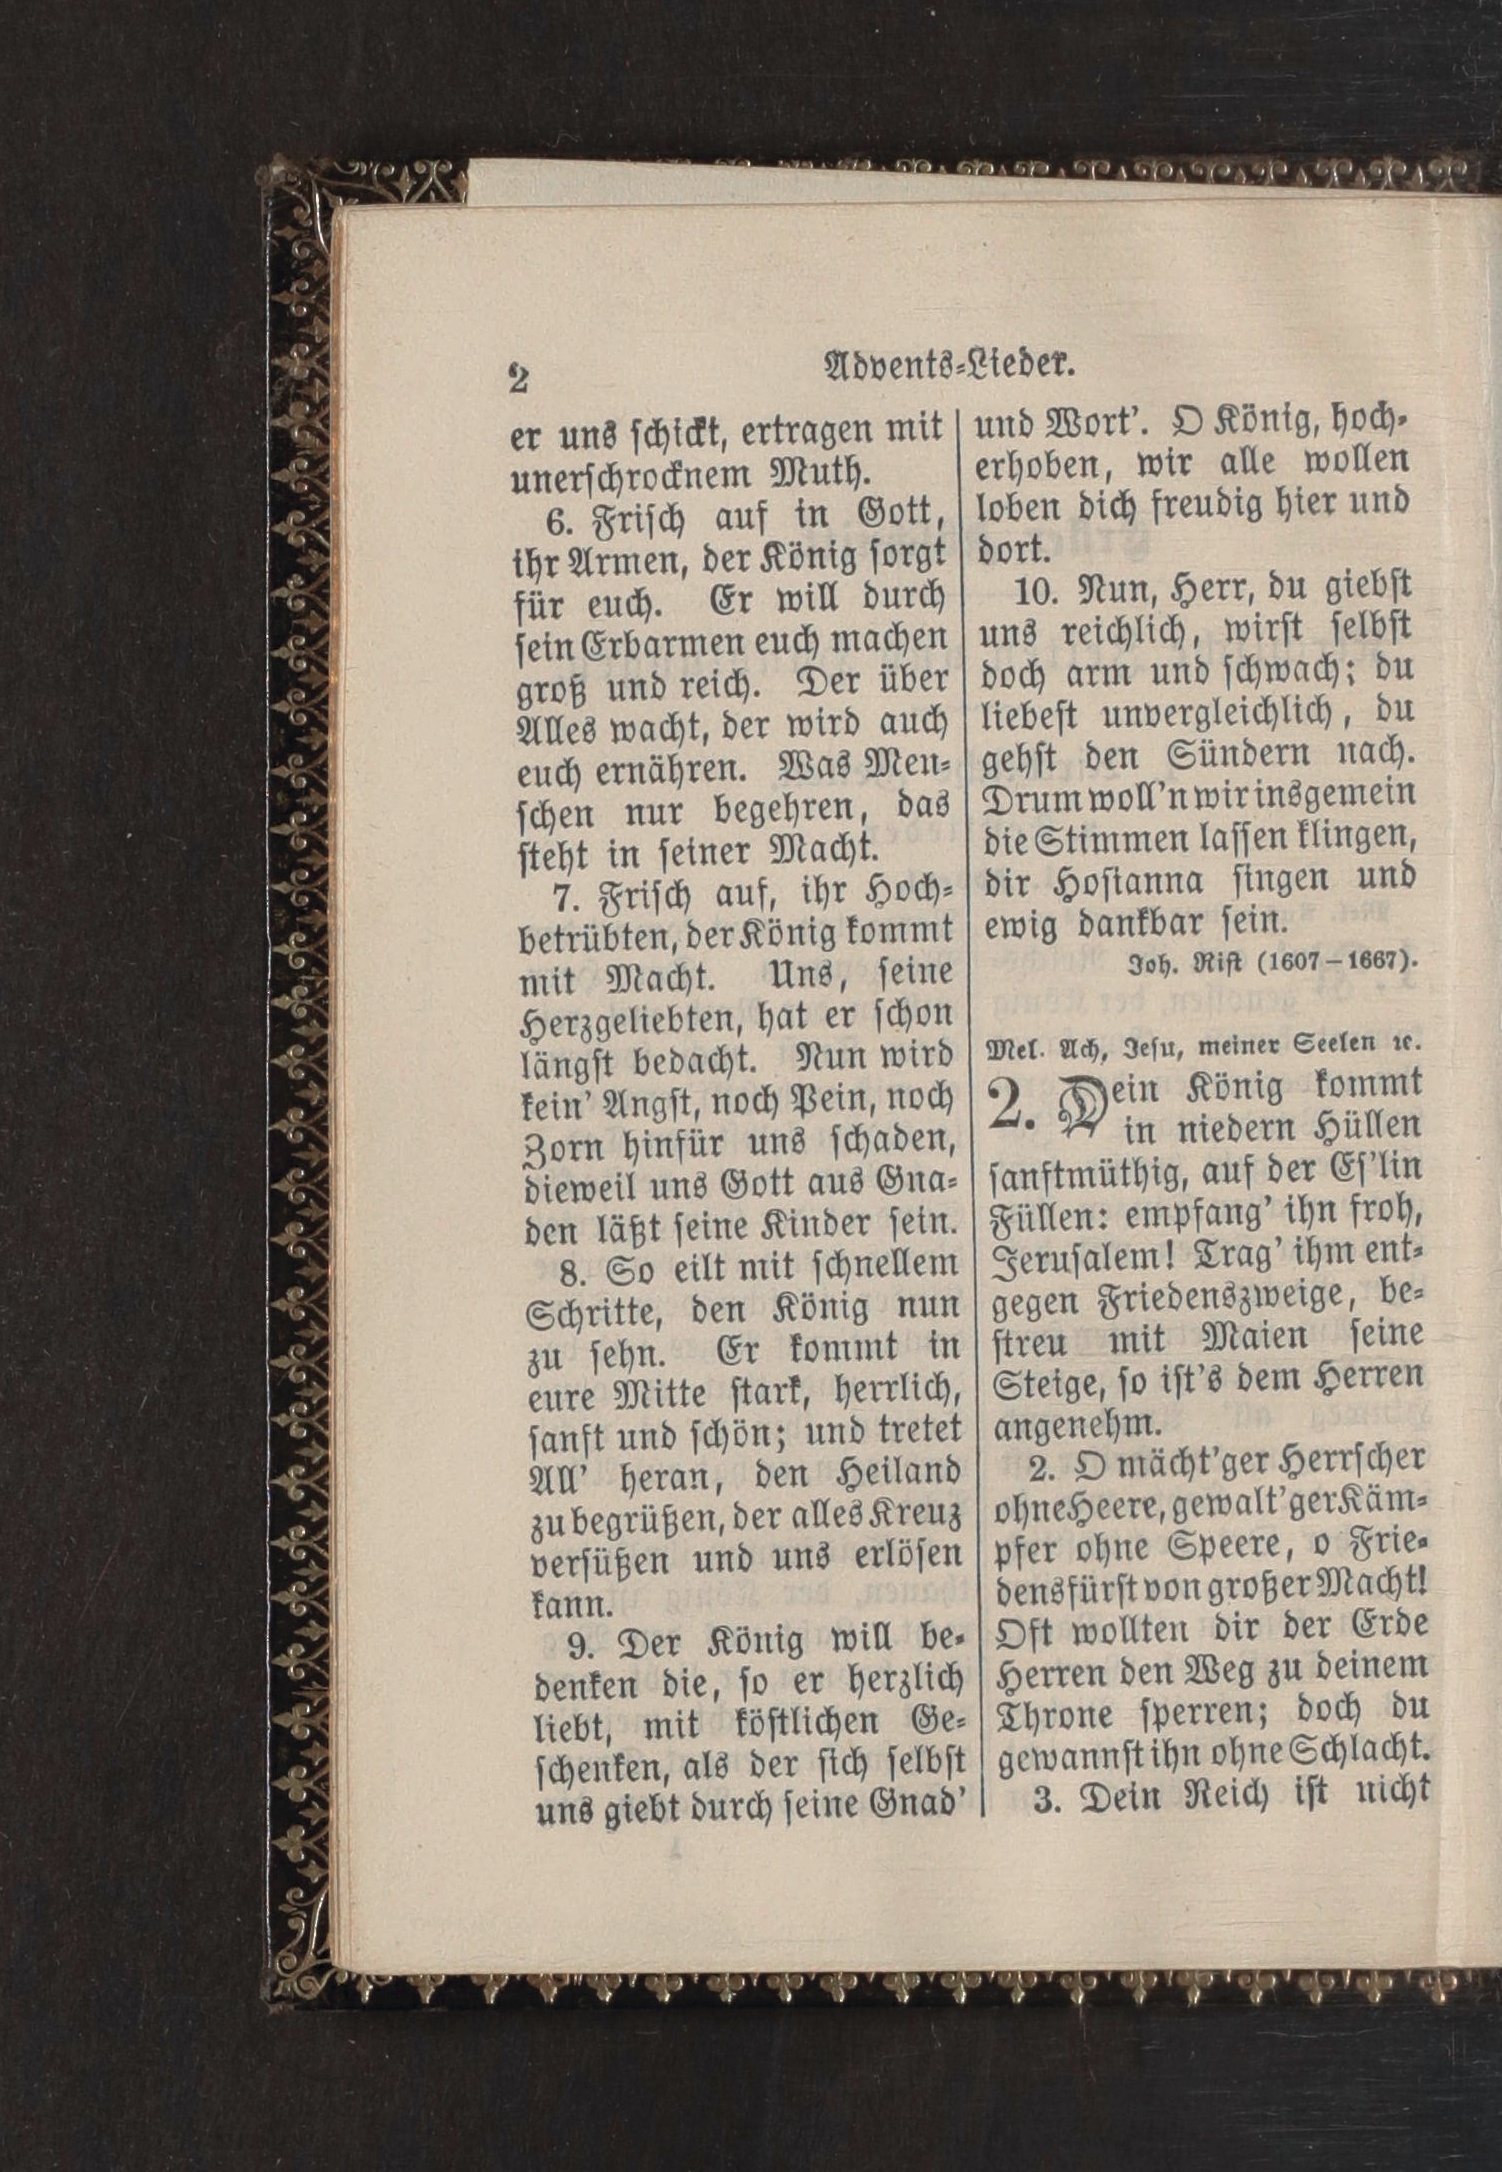 2
Advents-Lieder.
er uns schickt, ertragen mit
unerschrocknem Muth.
6. Frisch auf in Gott,
ihr Armen, der König sorgt
für euch. Er will durch
sein Erbarmen euch machen
groß und reich. Der über
Alles wacht, der wird auch
euch ernähren. Was Men-
schen nur begehren, das
steht in seiner Macht.
7. Frisch auf, ihr Hoch-
betrübten, der König kommt
mit Macht. Uns, seine
Herzgeliebten, hat er schon
längst bedacht. Nun wird
kein' Angst, noch Pein, noch
Zorn hinfür uns schaden,
dieweil uns Gott aus Gna-
den läßt seine Kinder sein.
8. So eilt mit schnellem
Schritte, den König nun
zu sehn. Er kommt in
eure Mitte stark, herrlich,
sanft und schön; und tretet
All' heran, den Heiland
zu begrüßen, der alles Kreuz
versüßen und uns erlösen
kann.
9. Der König will be-
denken die, so er herzlich
liebt, mit köstlichen Ge-
schenken, als der sich selbst
uns giebt durch seine Gnad'
und Wort'. O König, hoch-
erhoben, wir alle wollen
loben dich freudig hier und
dort.
10. Nun, Herr, du giebst
uns reichlich, wirst selbst
doch arm und schwach; du
liebest unvergleichlich, du
gehst den Sündern nach.
Drum woll'n wir insgemein
die Stimmen lassen klingen,
dir Hosianna singen und
ewig dankbar sein.
Joh. Rist (1607–1667).
Mel. Ach, Jesu, meiner Seelen ꝛc.
2. Dein König kommt
in niedern Hüllen
sanftmüthig, auf der Es'lin
Füllen: empfang' ihn froh,
Jerusalem! Trag' ihm ent-
gegen Friedenszweige, be-
streu mit Maien seine
Steige, so ist's dem Herren
angenehm.
2. O mächt'ger Herrscher
ohne Heere, gewalt'ger Käm-
pfer ohne Speere, o Frie-
densfürst von großer Macht!
Oft wollten dir der Erde
Herren den Weg zu deinem
Throne sperren; doch du
gewannst ihn ohne Schlacht.
3. Dein Reich ist nicht